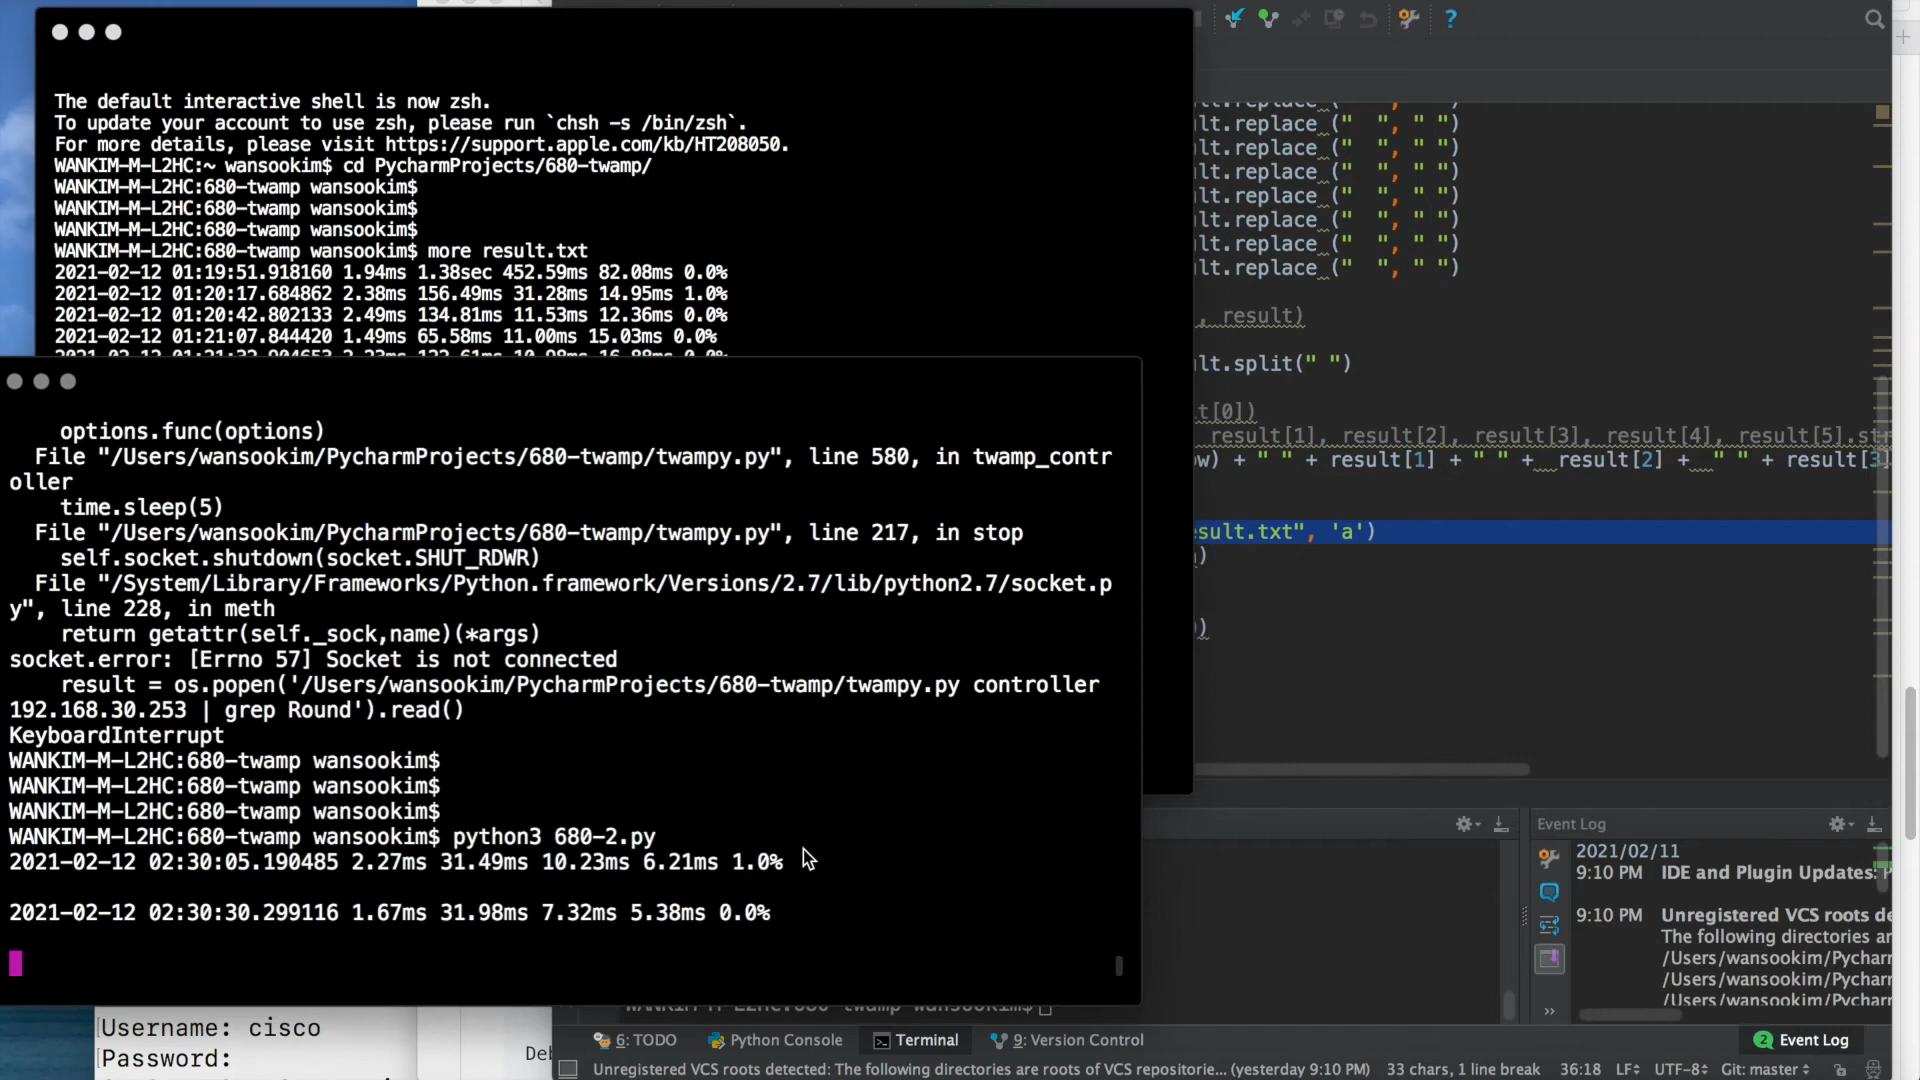 The default interactive shell is now zsh.
To update your account to use zsh, please run `chsh -s /bin/zsh`.
For more details, please visit https://support.apple.com/kb/HT208050.
WANKIM-M-L2HC:~ wansookim$ cd PycharmProjects/680-twamp/
WANKIM-M-L2HC:680-twamp wansookim$
WANKIM-M-L2HC:680-twamp wansookim$
WANKIM-M-L2HC:680-twamp wansookim$
WANKIM-M-L2HC:680-twamp wansookim$ more result.txt
2021-02-12 01:19:51.918160 1.94ms 1.38sec 452.59ms 82.08ms 0.0%
2021-02-12 01:20:17.684862 2.38ms 156.49ms 31.28ms 14.95ms 1.0%
2021-02-12 01:20:42.802133 2.49ms 134.81ms 11.53ms 12.36ms 0.0%
2021-02-12 01:21:07.844420 1.49ms 65.58ms 11.00ms 15.03ms 0.0%
options.func(options)
File "/Users/wansookim/PycharmProjects/680-twamp/twampy.py", line 580, in twamp_contr
oller
time.sleep(5)
File "/Users/wansookim/PycharmProjects/680-twamp/twampy.py", line 217, in stop
self.socket.shutdown(socket.SHUT_RDWR)
File "/System/Library/Frameworks/Python.framework/Versions/2.7/lib/python2.7/socket.p
y", line 228, in meth
return getattr(self._sock,name)(*args)
socket.error: [Errno 57] Socket is not connected
result = os.popen('/Users/wansookim/PycharmProjects/680-twamp/twampy.py controller
192.168.30.253 | grep Round').read()
KeyboardInterrupt
WANKIM-M-L2HC:680-twamp wansookim$
WANKIM-M-L2HC:680-twamp wansookim$
WANKIM-M-L2HC:680-twamp wansookim$
WANKIM-M-L2HC:680-twamp wansookim$ python3 680-2.py
2021-02-12 02:30:05.190485 2.27ms 31.49ms 10.23ms 6.21ms 1.0%
2021-02-12 02:30:30.299116 1.67ms 31.98ms 7.32ms 5.38ms 0.0%
lt.replace ("  ", " ")
lt.replace ("  ", " ")
lt.replace ("  ", " ")
lt.replace ("  ", " ")
lt.replace ("  ", " ")
lt.replace ("  ", " ")
lt.replace ("  ", " ")
, result)
lt.split(" ")
t[0])
result[1], result[2], result[3], result[4], result[5].str
ow) + " " + result[1] + " " + result[2] + " " + result[3]
esult.txt", 'a')
)
))
Event Log
2021/02/11
9:10 PM IDE and Plugin Updates:
9:10 PM Unregistered VCS roots de
The following directories ar
/Users/wansookim/Pychar
/Users/wansookim/Pychar
/Users/wansookim/Pychar
Username: cisco
Password:
6: TODO Python Console Terminal 9: Version Control 2 Event Log
Unregistered VCS roots detected: The following directories are roots of VCS repositorie... (yesterday 9:10 PM) 33 chars, 1 line break 36:18 LF UTF-8 Git: master